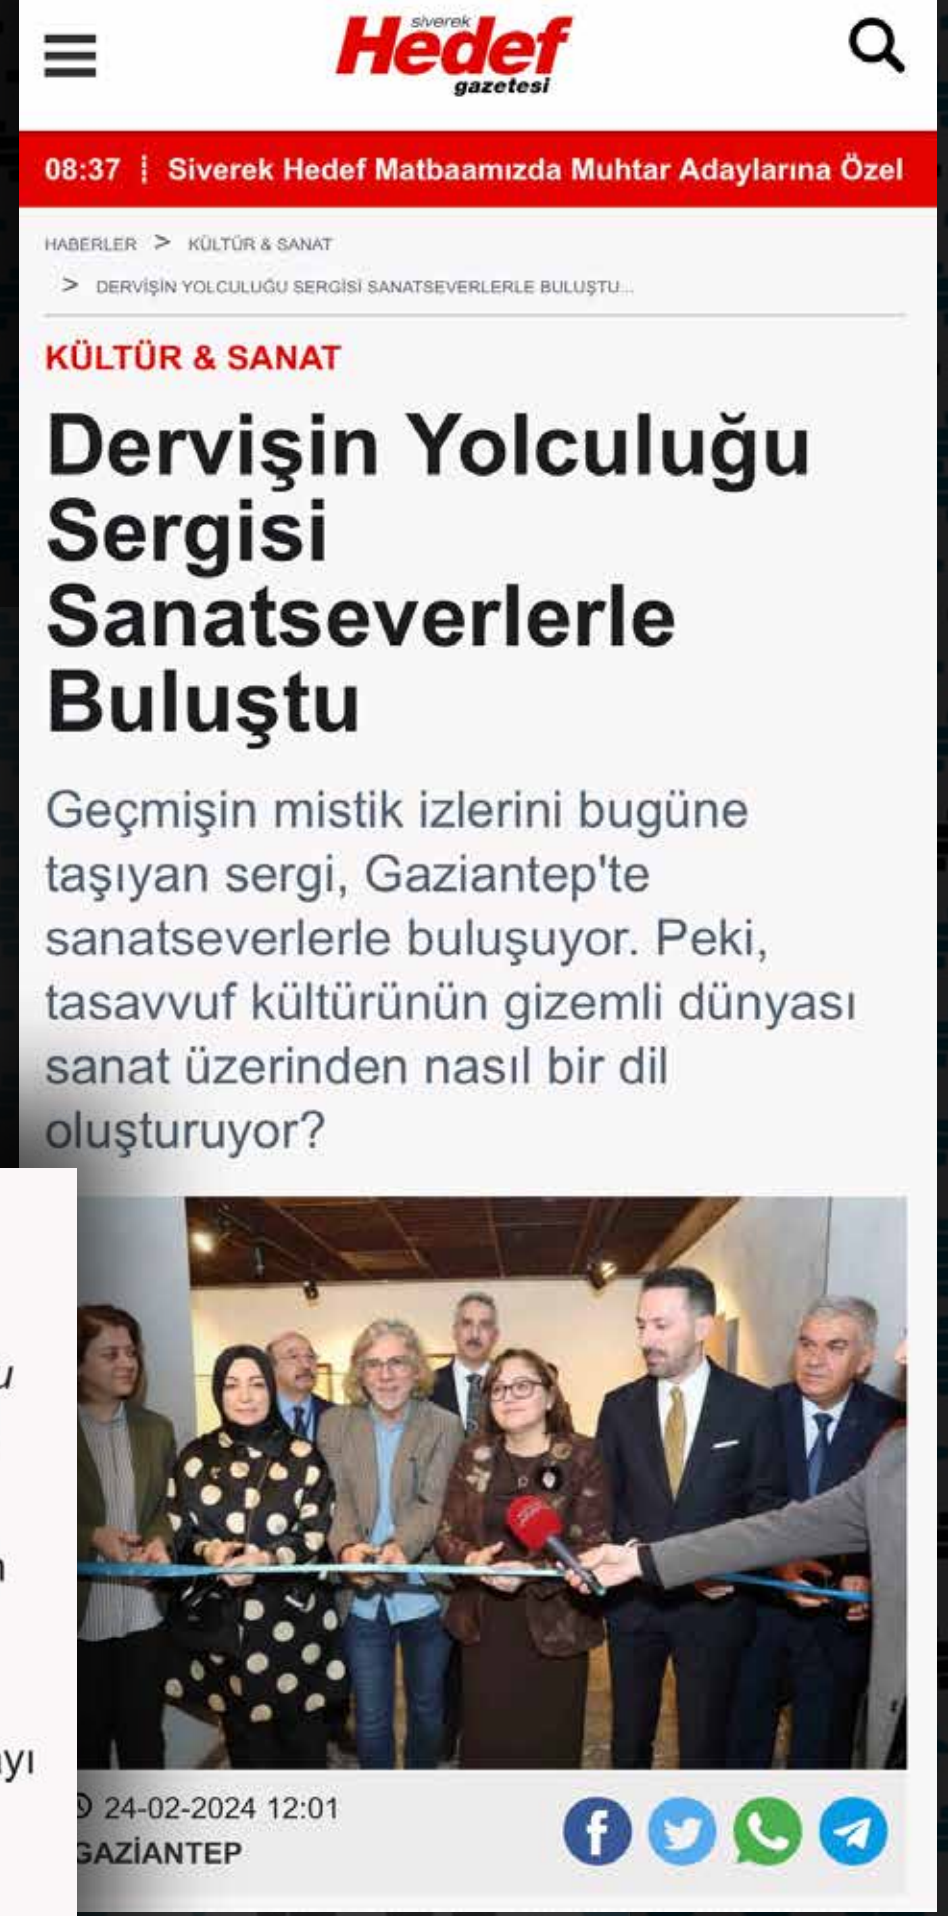 siverek
Hedef
gazetesi
08:37 Siverek Hedef Matbaamızda Muhtar Adaylarına Özel
HABERLER > KÜLTÜR & SANAT
> DERVİŞİN YOLCULUĞU SERGİSİ SANATSEVERLERLE BULUŞTU...
KÜLTÜR & SANAT
Dervişin Yolculuğu
Sergisi
Sanatseverlerle
Buluştu
Geçmişin mistik izlerini bugüne
taşıyan sergi, Gaziantep'te
sanatseverlerle buluşuyor. Peki,
tasavvuf kültürünün gizemli dünyası
sanat üzerinden nasıl bir dil
oluşturuyor?
24-02-2024 12:01
GAZİANTEP